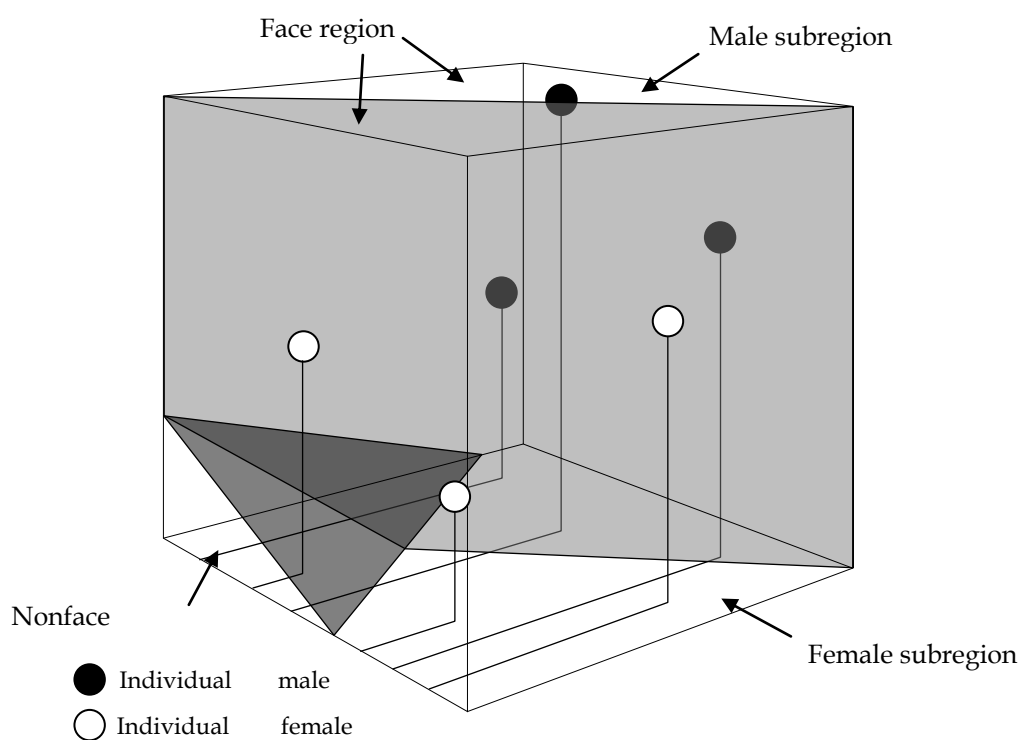 Face region
Male subregion
Nonface
Female subregion
Individual male
Individual female